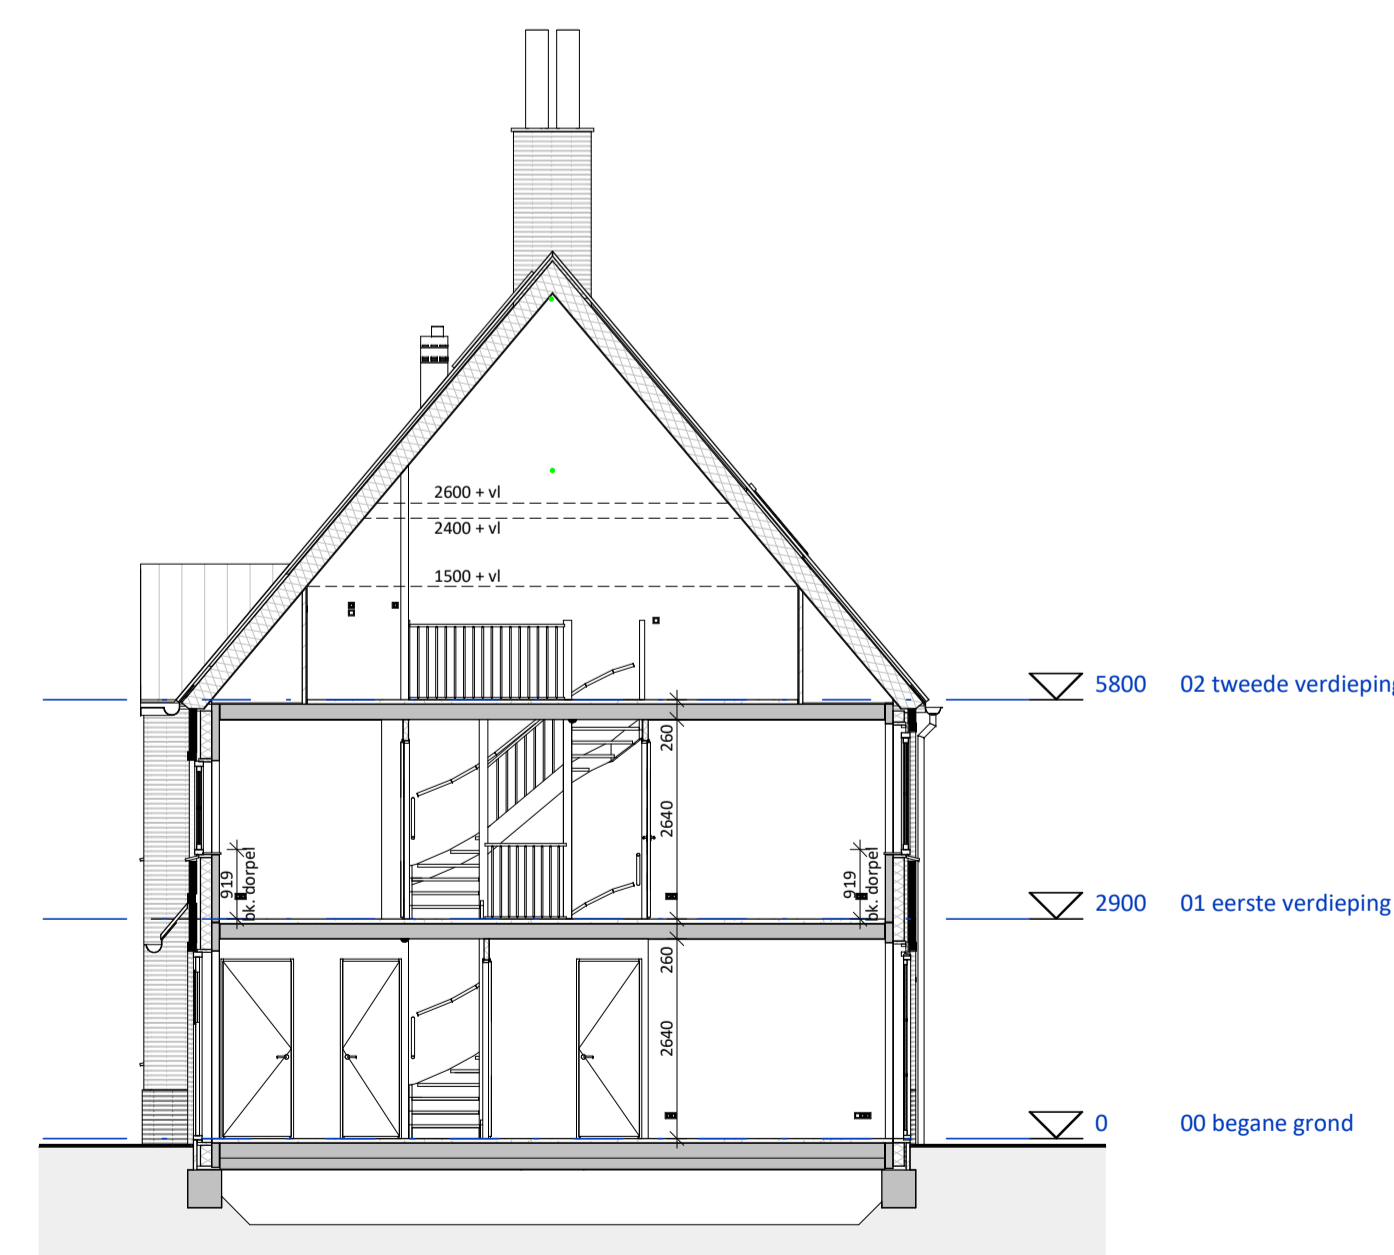 2600 + vl
2400 + vl
1500 + vl
5800 02 tweede verdieping
260
2640
919
bk. dorpel
919
bk. dorpel
2900 01 eerste verdieping
260
2640
0 00 begane grond